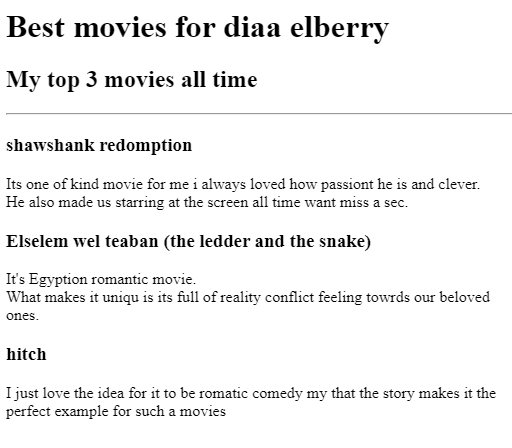 Best movies for diaa elberry
My top 3 movies all time
shawshank redomption
Its one of kind movie for me i always loved how passiont he is and clever.
He also made us starring at the screen all time want miss a sec.
Elselem wel teaban (the ledder and the snake)
It's Egyption romantic movie.
What makes it uniqu is its full of reality conflict feeling towrds our beloved
ones.
hitch
I just love the idea for it to be romatic comedy my that the story makes it the
perfect example for such a movies